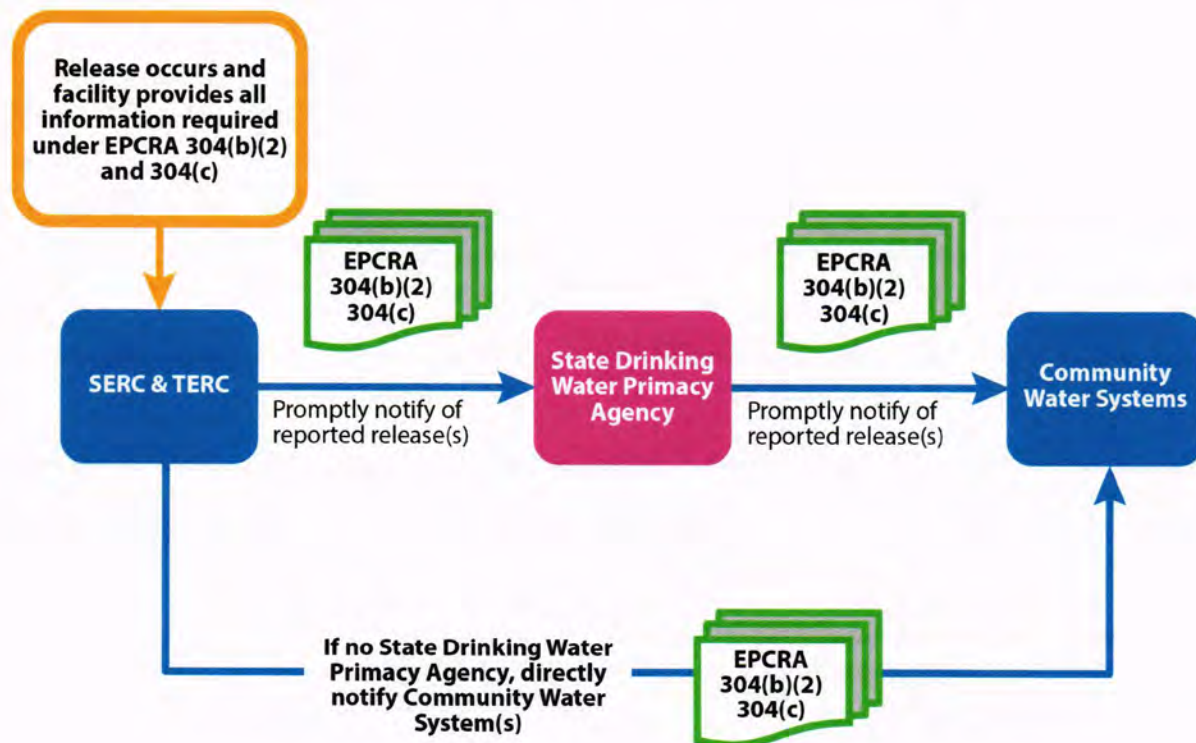 Release occurs and
facility provides all
information required
under EPCRA 304(b)(2)
and 304(c)
EPCRA
304(b)(2)
304(c)
EPCRA
304(b)(2)
304(c)
SERC & TERC
Promptly notify of
reported release(s)
State Drinking
Water Primacy
Agency
Promptly notify of
reported release(s)
Community
Water Systems
If no State Drinking Water
Primacy Agency, directly
notify Community Water
System(s)
EPCRA
304(b)(2)
304(c)